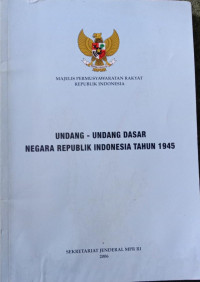 MAJELIS PERMUSYAWARATAN RAKYAT
REPUBLIK INDONESIA
UNDANG - UNDANG DASAR
NEGARA REPUBLIK INDONESIA TAHUN 1945
SEKRETARIAT JENDERAL MPR RI
2006